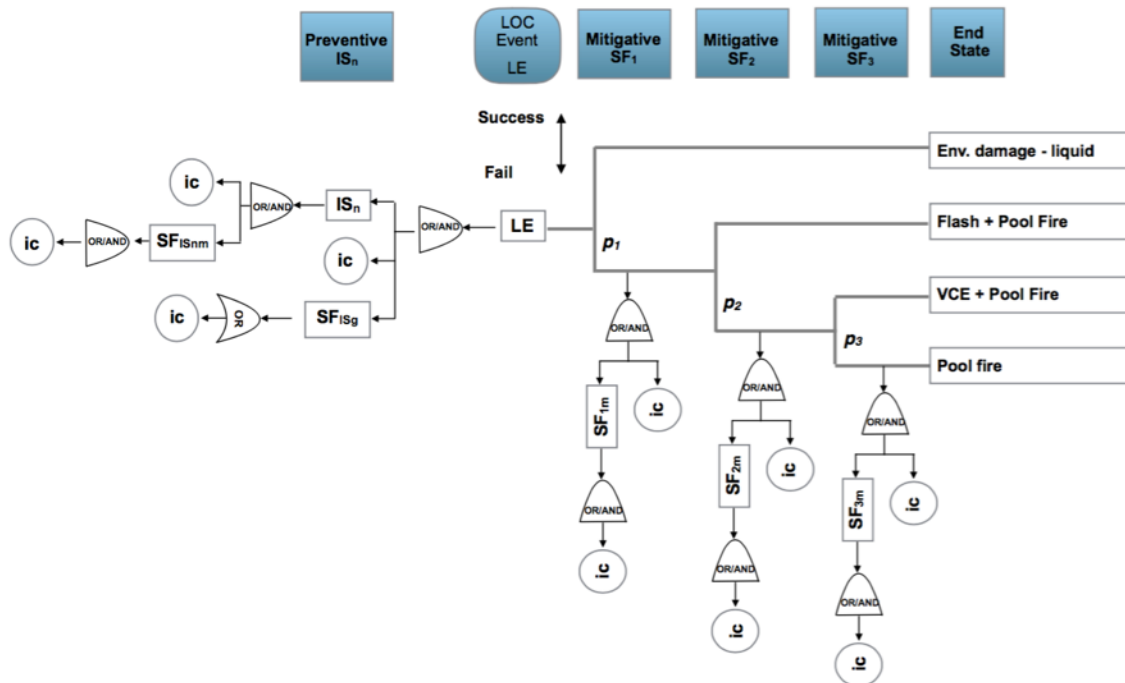 Preventive
ISₙ
LOC
Event
LE
Mitigative
SF₁
Mitigative
SF₂
Mitigative
SF₃
End
State
Success
Fail
Env. damage - liquid
ic
OR/AND
ISₙ
OR/AND
LE
p₁
Flash + Pool Fire
ic
OR/AND
SF_ISnm
ic
ic
OR
SF_ISg
OR/AND
p₂
VCE + Pool Fire
p₃
Pool fire
SF₁ₘ
ic
OR/AND
OR/AND
OR/AND
ic
SF₂ₘ
ic
OR/AND
ic
SF₃ₘ
ic
OR/AND
ic
OR/AND
ic